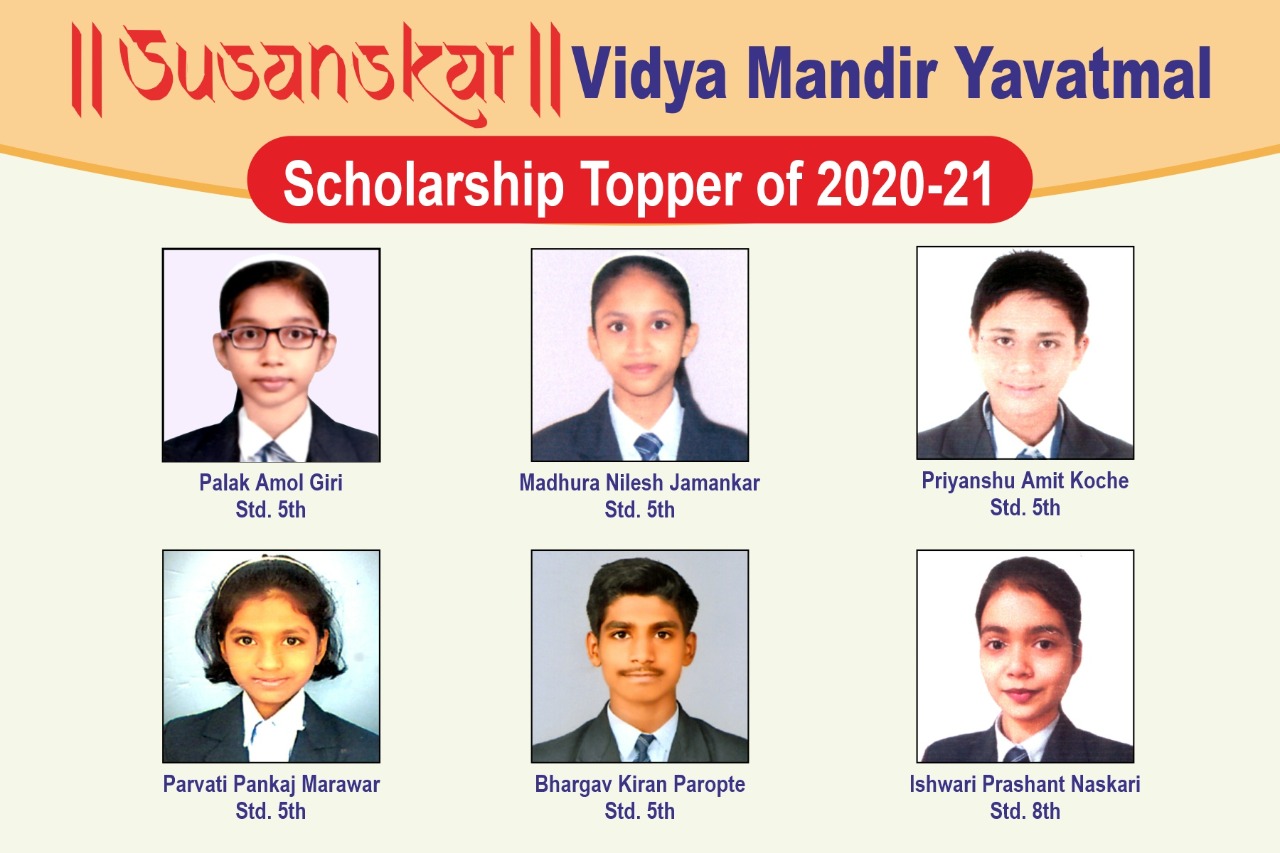 ||Susanskar|| Vidya Mandir Yavatmal
Scholarship Topper of 2020-21
Palak Amol Giri
Std. 5th
Madhura Nilesh Jamankar
Std. 5th
Priyanshu Amit Koche
Std. 5th
Parvati Pankaj Marawar
Std. 5th
Bhargav Kiran Paropte
Std. 5th
Ishwari Prashant Naskari
Std. 8th